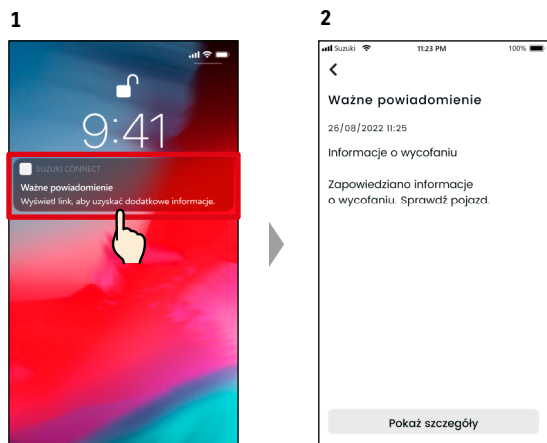 1
9:41
SUZUKI CONNECT
Ważne powiadomienie
Wyświetl link, aby uzyskać dodatkowe informacje.
2
Suzuki 11:23 PM 100%
Ważne powiadomienie
26/08/2022 11:25
Informacje o wycofaniu
Zapowiedziano informacje
o wycofaniu. Sprawdź pojazd.
Pokaż szczegóły